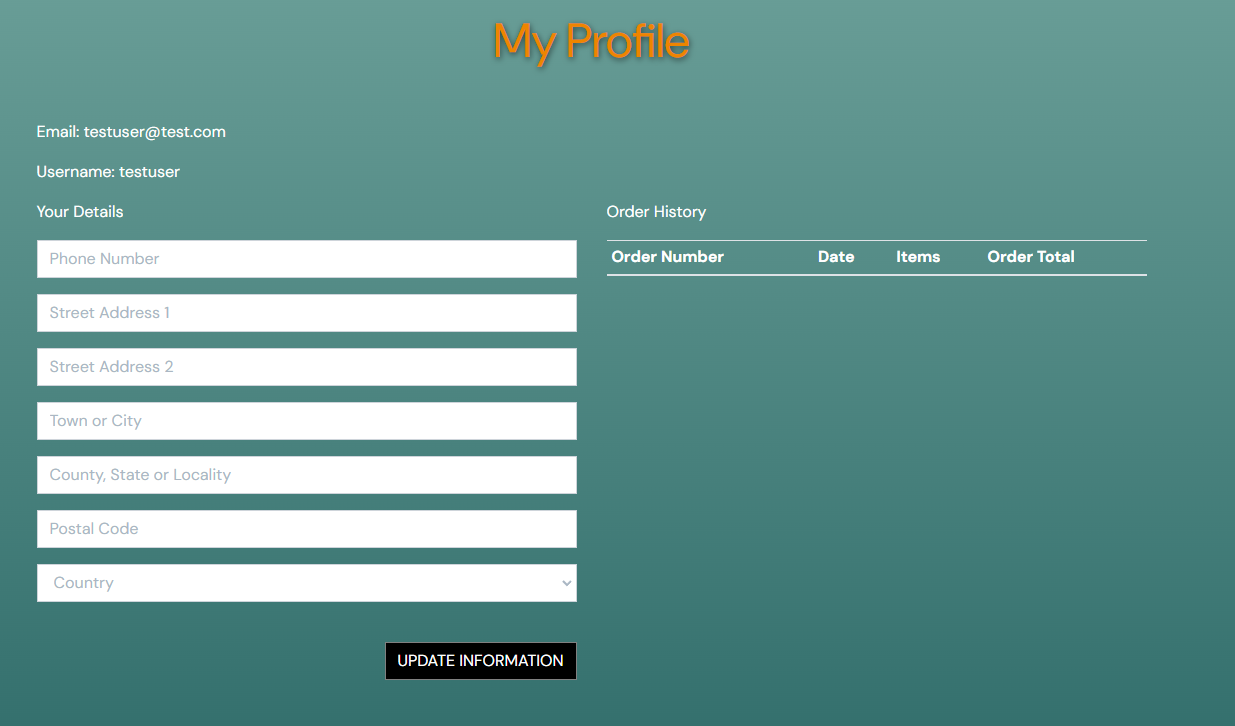 My Profile
Email: testuser@test.com
Username: testuser
Your Details
Phone Number
Street Address 1
Street Address 2
Town or City
County, State or Locality
Postal Code
Country
UPDATE INFORMATION
Order History
Order Number Date Items Order Total